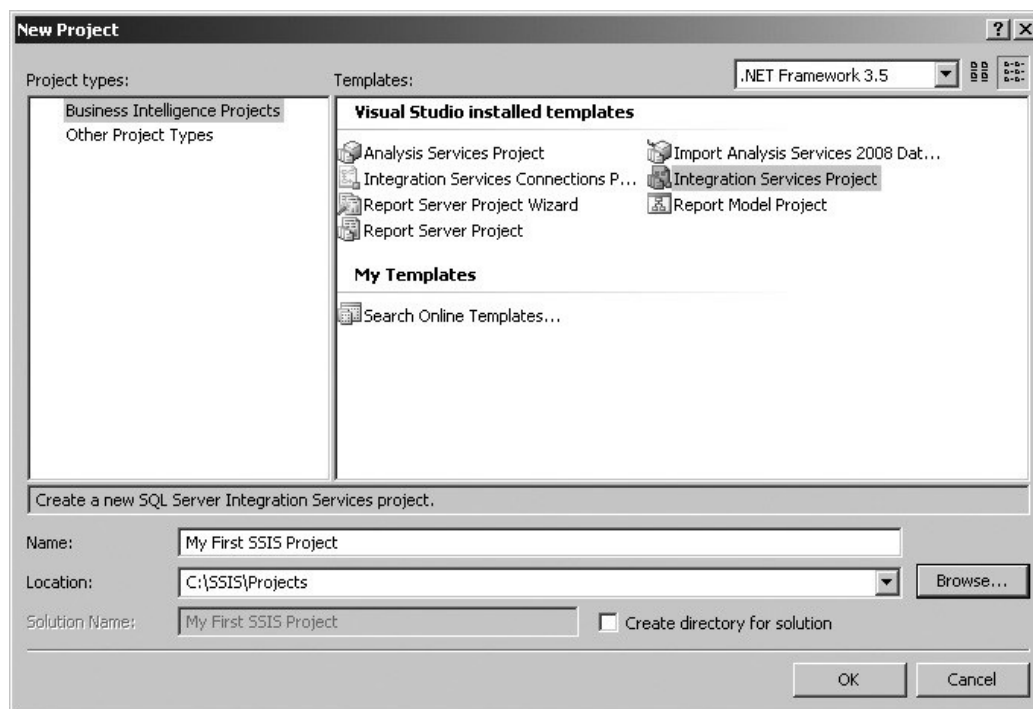 New Project
Project types:
Templates:
.NET Framework 3.5
Business Intelligence Projects
Other Project Types
Visual Studio installed templates
Analysis Services Project
Import Analysis Services 2008 Dat...
Integration Services Connections P...
Integration Services Project
Report Server Project Wizard
Report Model Project
Report Server Project
My Templates
Search Online Templates...
Create a new SQL Server Integration Services project.
Name:
My First SSIS Project
Location:
C:\SSIS\Projects
Browse...
Solution Name:
My First SSIS Project
Create directory for solution
OK
Cancel